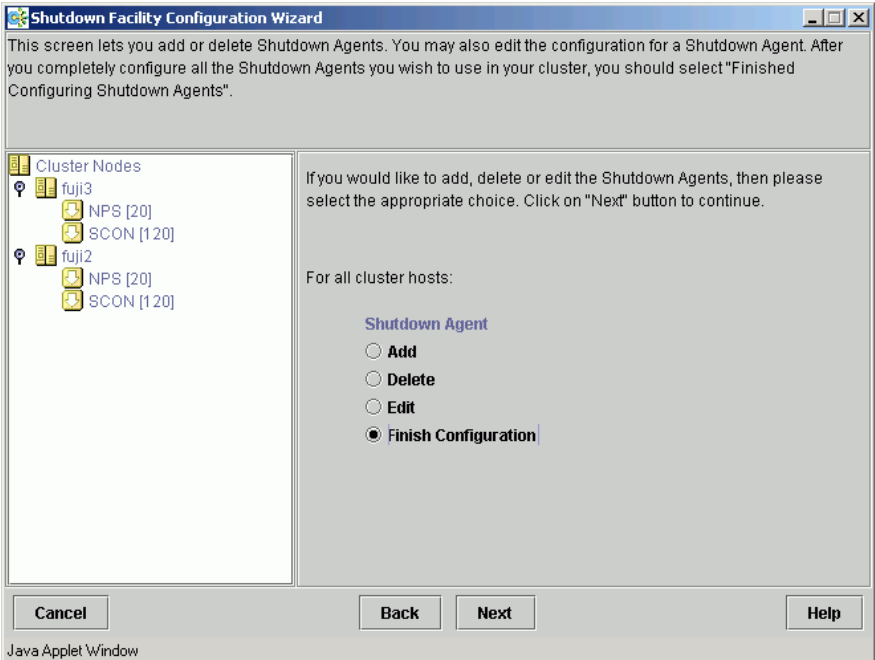 Shutdown Facility Configuration Wizard
This screen lets you add or delete Shutdown Agents. You may also edit the configuration for a Shutdown Agent. After
you completely configure all the Shutdown Agents you wish to use in your cluster, you should select "Finished
Configuring Shutdown Agents".
Cluster Nodes
fuji3
NPS [20]
SCON [120]
fuji2
NPS [20]
SCON [120]
If you would like to add, delete or edit the Shutdown Agents, then please
select the appropriate choice. Click on "Next" button to continue.
For all cluster hosts:
Shutdown Agent
Add
Delete
Edit
Finish Configuration
Cancel
Back
Next
Help
Java Applet Window